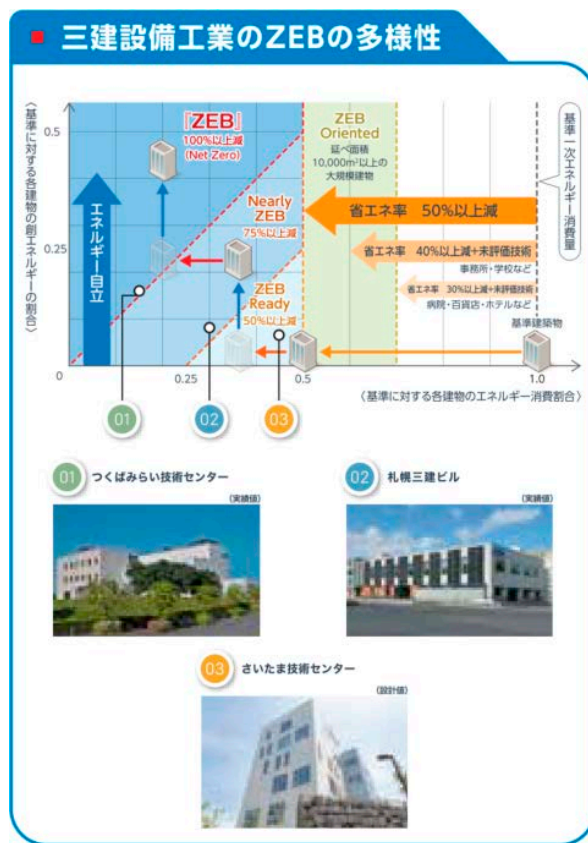 三建設備工業のZEBの多様性
〈基準に対する各建物の創エネルギーの割合〉
0.5
0.25
0
エネルギー自立
『ZEB』
100%以上減
(Net Zero)
Nearly
ZEB
75%以上減
ZEB
Ready
50%以上減
ZEB
Oriented
延べ面積
10,000m²以上の
大規模建物
基準一次エネルギー消費量
省エネ率 50%以上減
省エネ率 40%以上減+未評価技術
事務所・学校など
省エネ率 30%以上減+未評価技術
病院・百貨店・ホテルなど
基準建築物
0.25
0.5
1.0
〈基準に対する各建物のエネルギー消費割合〉
01
02
03
01 つくばみらい技術センター
(実績値)
02 札幌三建ビル
(実績値)
03 さいたま技術センター
(設計値)